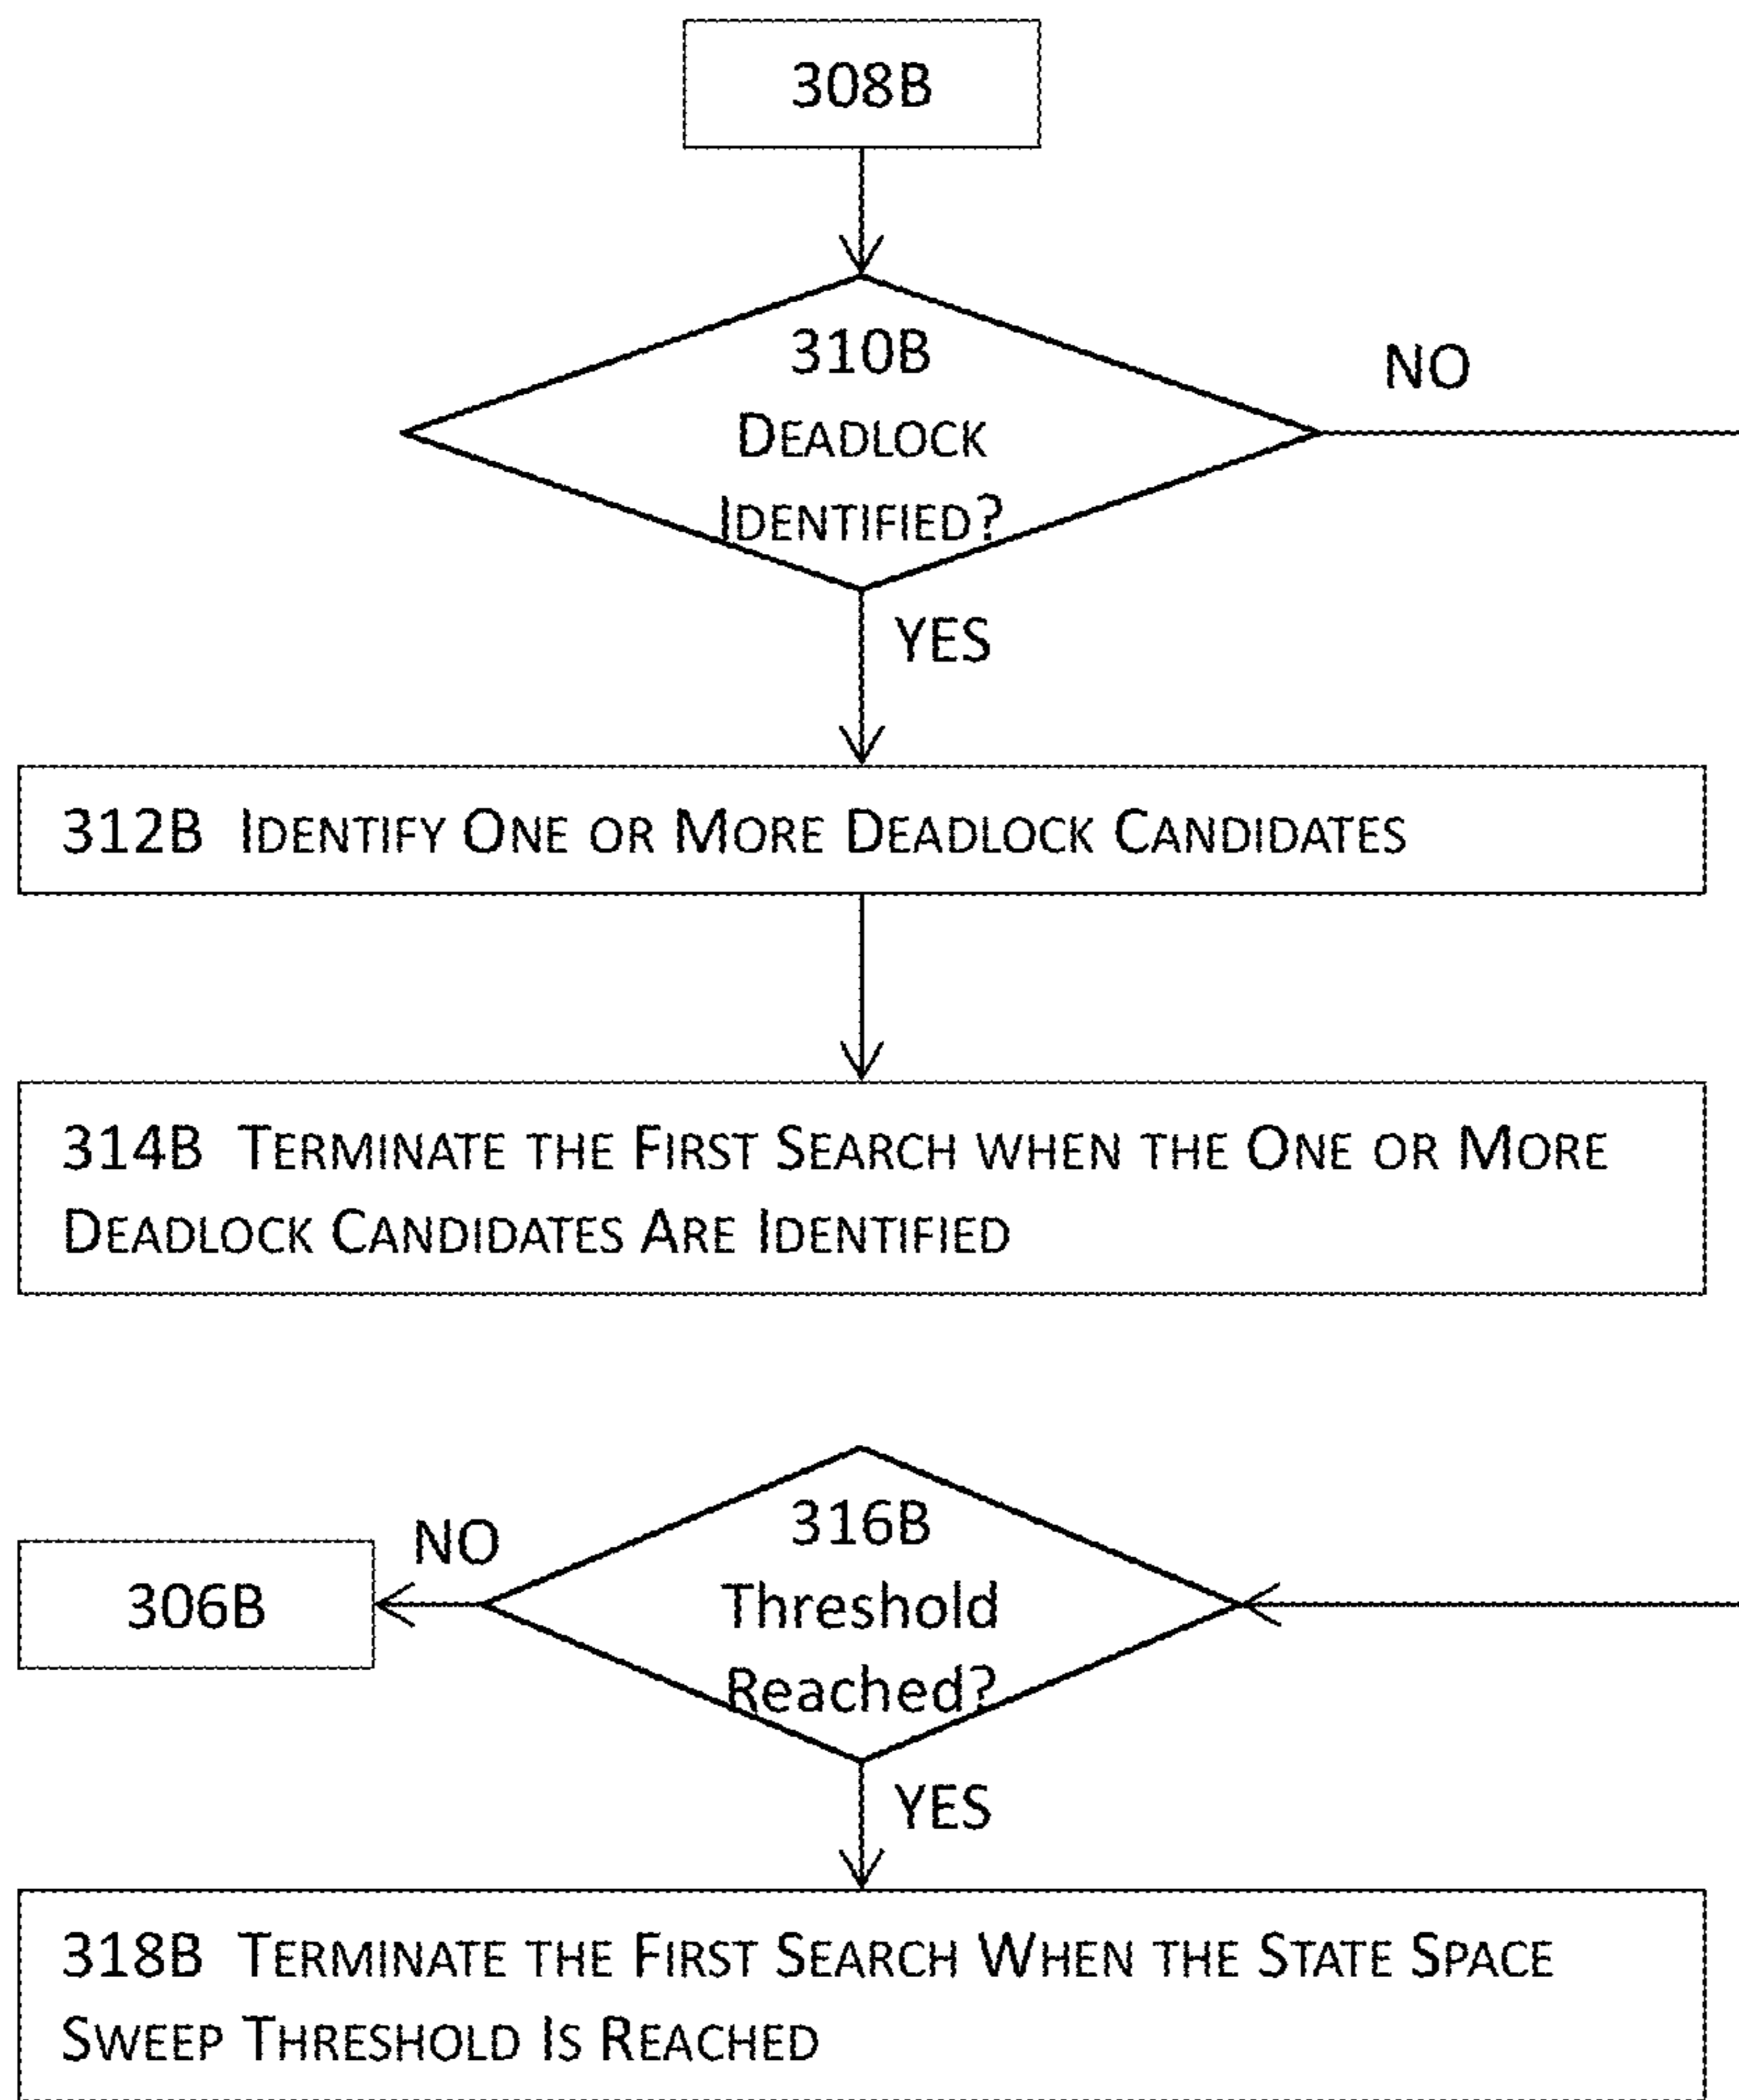 308B
310B
DEADLOCK
IDENTIFIED?
NO
YES
312B IDENTIFY ONE OR MORE DEADLOCK CANDIDATES
314B TERMINATE THE FIRST SEARCH WHEN THE ONE OR MORE
DEADLOCK CANDIDATES ARE IDENTIFIED
316B
Threshold
Reached?
NO
306B
YES
318B TERMINATE THE FIRST SEARCH WHEN THE STATE SPACE
SWEEP THRESHOLD IS REACHED